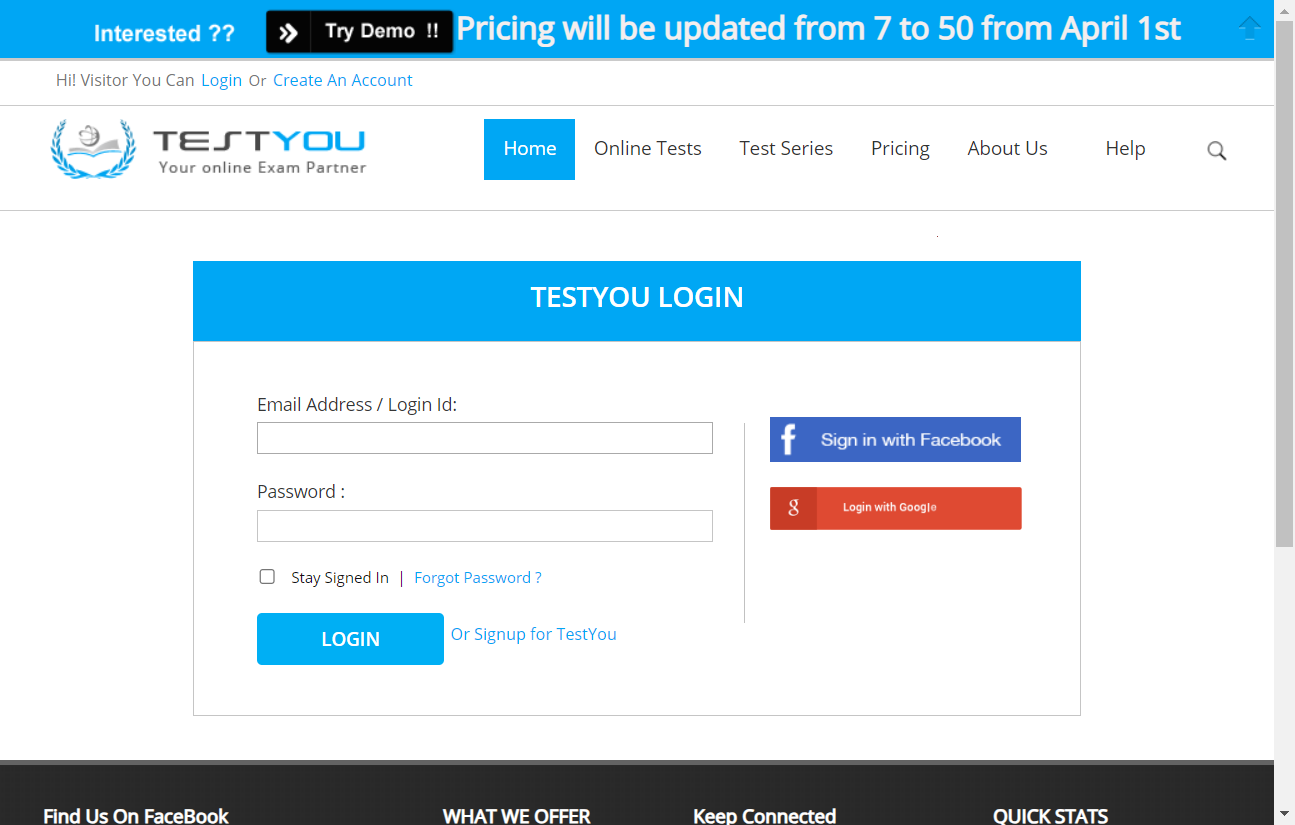 Interested ??
Try Demo !!
Pricing will be updated from 7 to 50 from April 1st
Hi! Visitor You Can Login Or Create An Account
TESTYOU
Your online Exam Partner
Home
Online Tests
Test Series
Pricing
About Us
Help
TESTYOU LOGIN
Email Address / Login Id:
Password :
Stay Signed In | Forgot Password ?
LOGIN
Or Signup for TestYou
f Sign in with Facebook
g Login with Google
Find Us On FaceBook
WHAT WE OFFER
Keep Connected
QUICK STATS